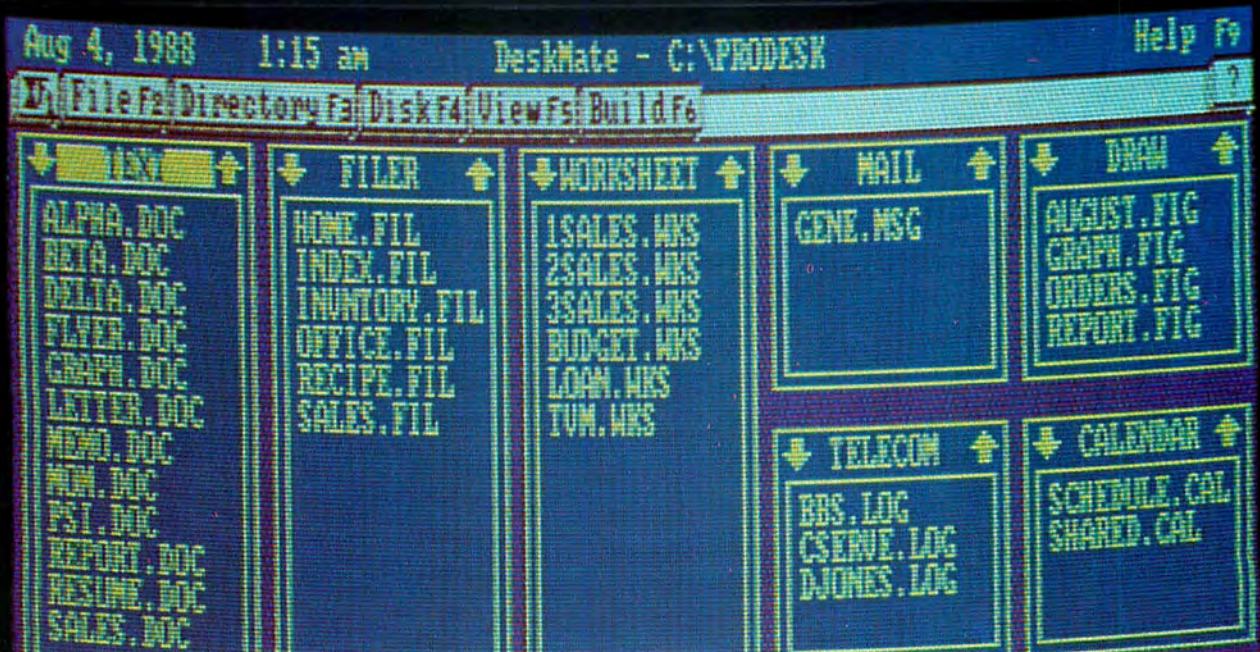 Aug 4, 1988 1:15 am DeskMate - C:\PRODESK Help F9
F1 File F2 Directory F3 Disk F4 View F5 Build F6 ?
TEXT
ALPHA.DOC
BETA.DOC
DELTA.DOC
FLYER.DOC
GRAPH.DOC
LETTER.DOC
MEMO.DOC
MOM.DOC
PSI.DOC
REPORT.DOC
RESUME.DOC
SALES.DOC
FILER
HOME.FIL
INDEX.FIL
INVNTORY.FIL
OFFICE.FIL
RECIPE.FIL
SALES.FIL
WORKSHEET
1SALES.WKS
2SALES.WKS
3SALES.WKS
BUDGET.WKS
LOAN.WKS
TVM.WKS
MAIL
GENE.MSG
DRAW
AUGUST.FIG
GRAPH.FIG
ORDERS.FIG
REPORT.FIG
TELECOM
BBS.LOG
CSERVE.LOG
DJONES.LOG
CALENDAR
SCHEDULE.CAL
SHARED.CAL